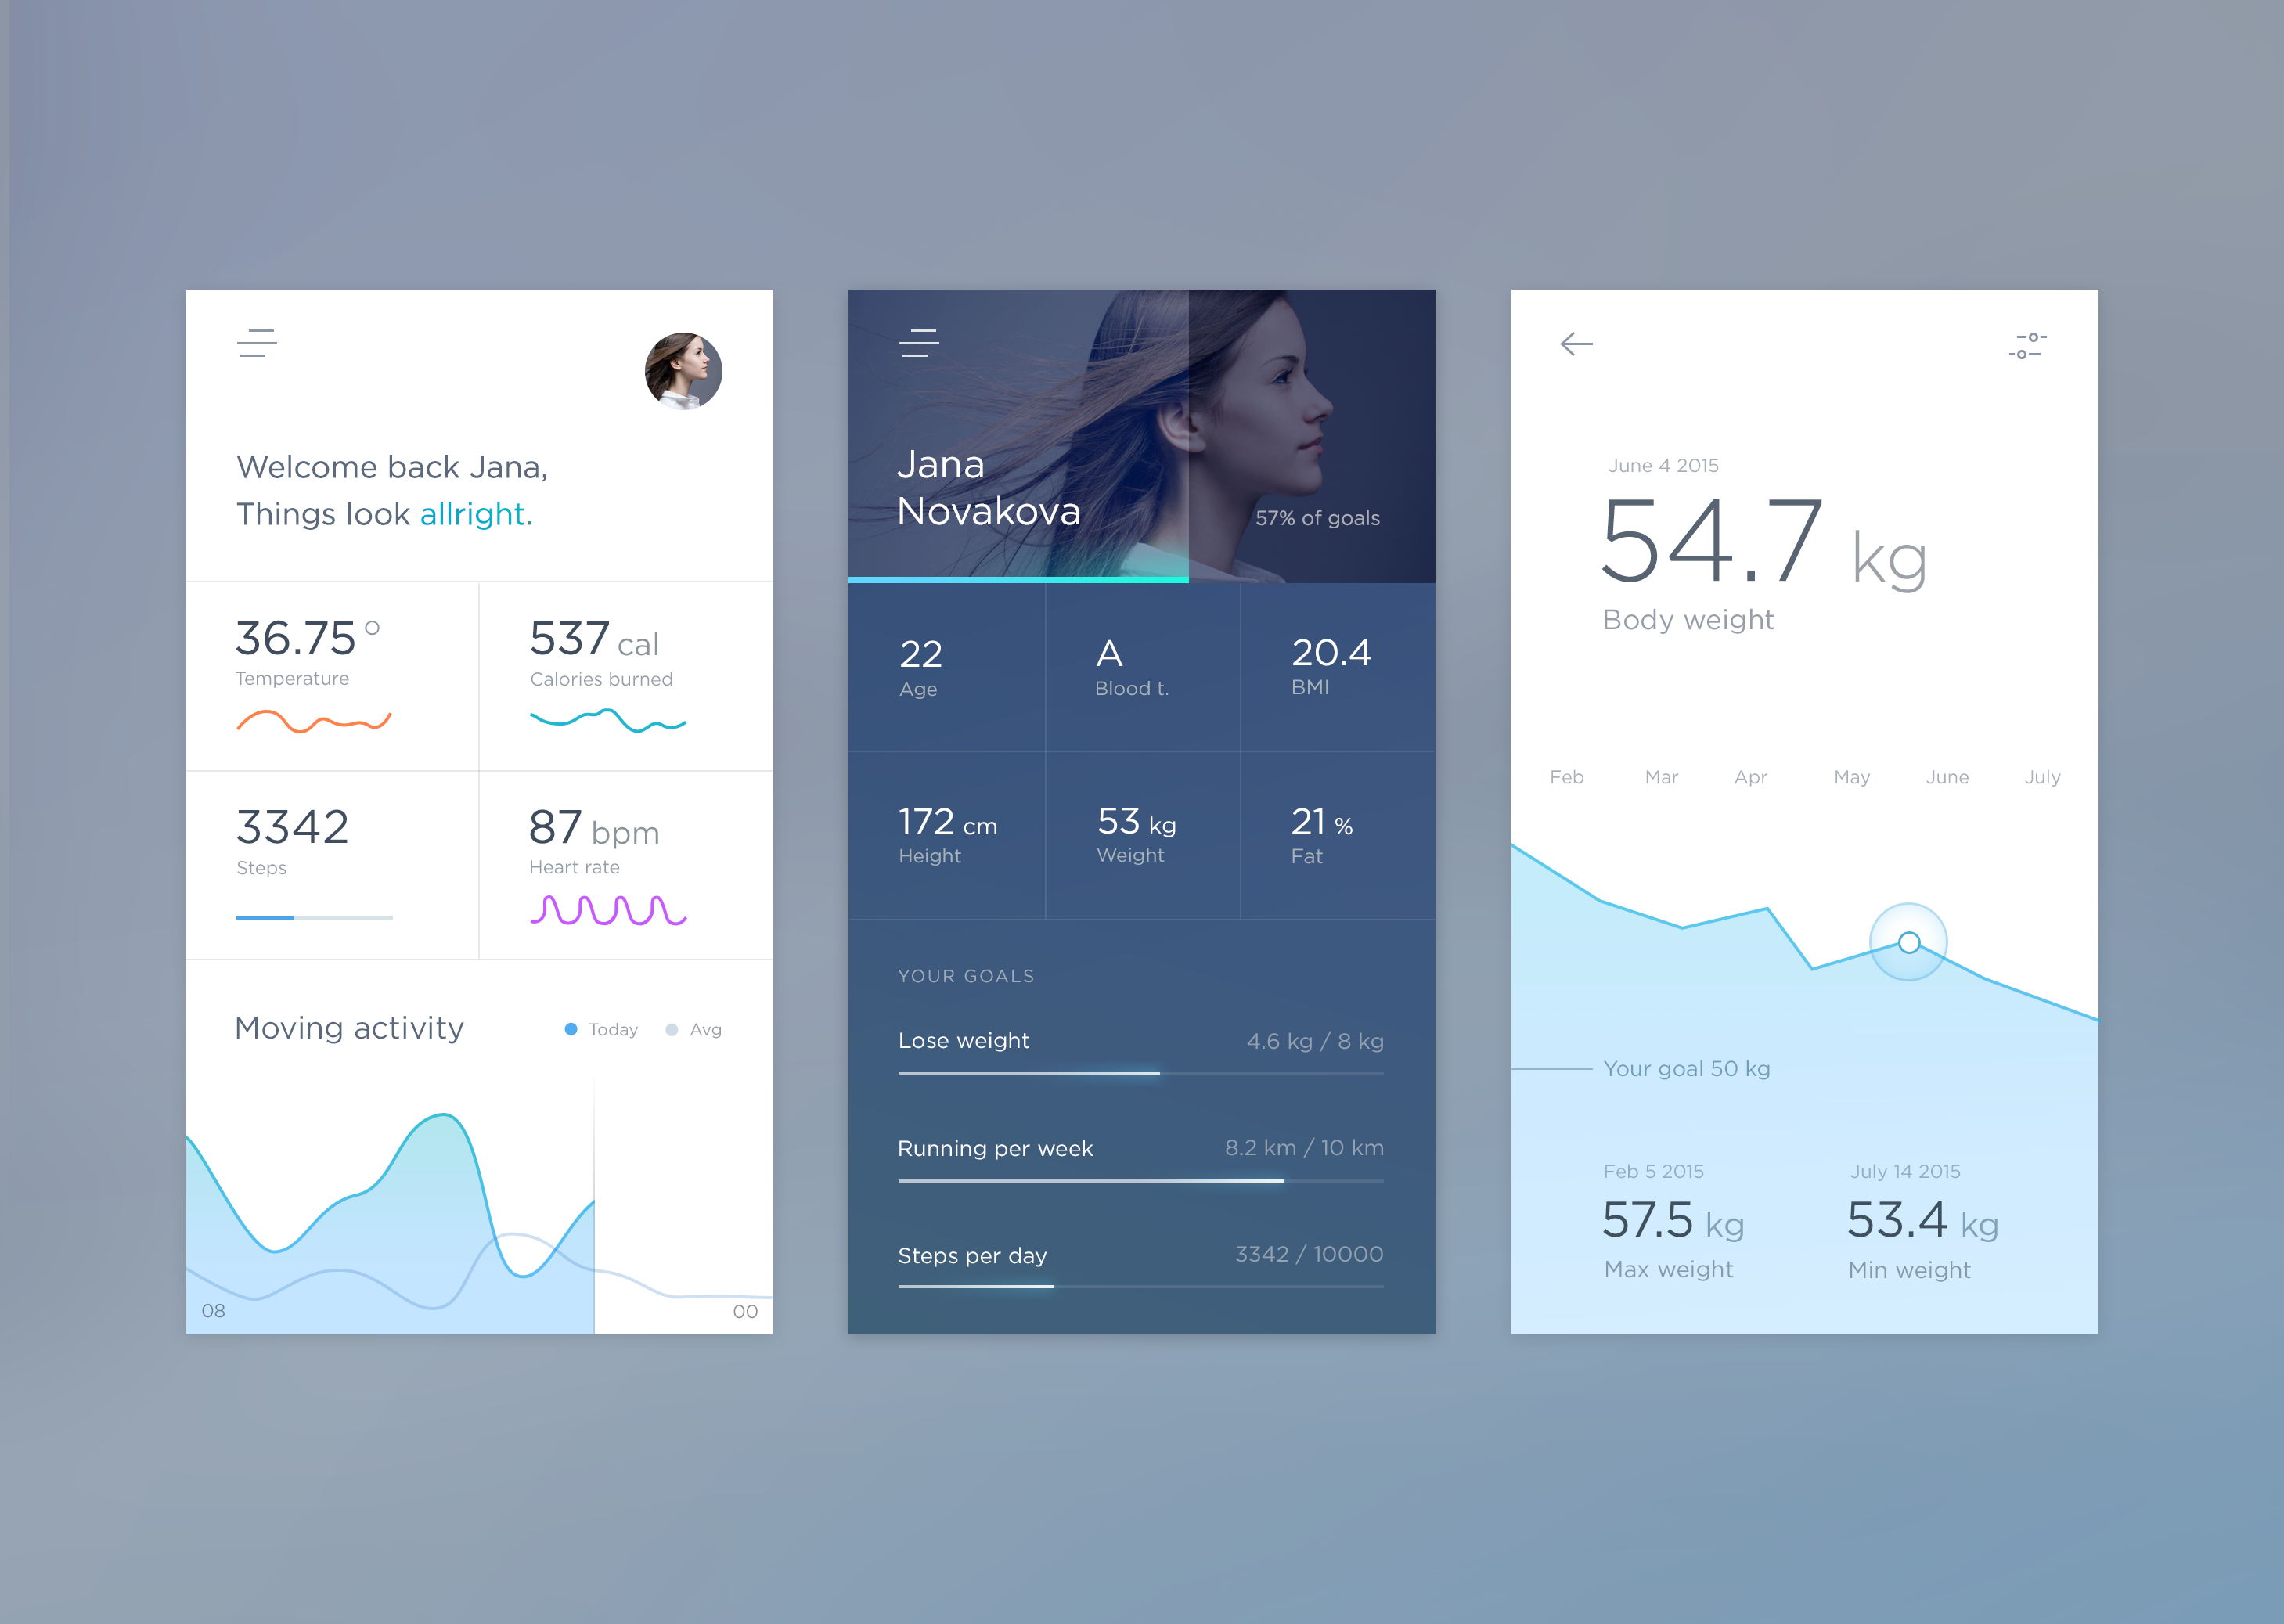 Welcome back Jana,
Things look allright.
36.75°
Temperature
537 cal
Calories burned
3342
Steps
87 bpm
Heart rate
Moving activity
Today
Avg
08
00
Jana
Novakova
57% of goals
22
Age
A
Blood t.
20.4
BMI
172 cm
Height
53 kg
Weight
21 %
Fat
YOUR GOALS
Lose weight
4.6 kg / 8 kg
Running per week
8.2 km / 10 km
Steps per day
3342 / 10000
June 4 2015
54.7 kg
Body weight
Feb Mar Apr May June July
Your goal 50 kg
Feb 5 2015
57.5 kg
Max weight
July 14 2015
53.4 kg
Min weight